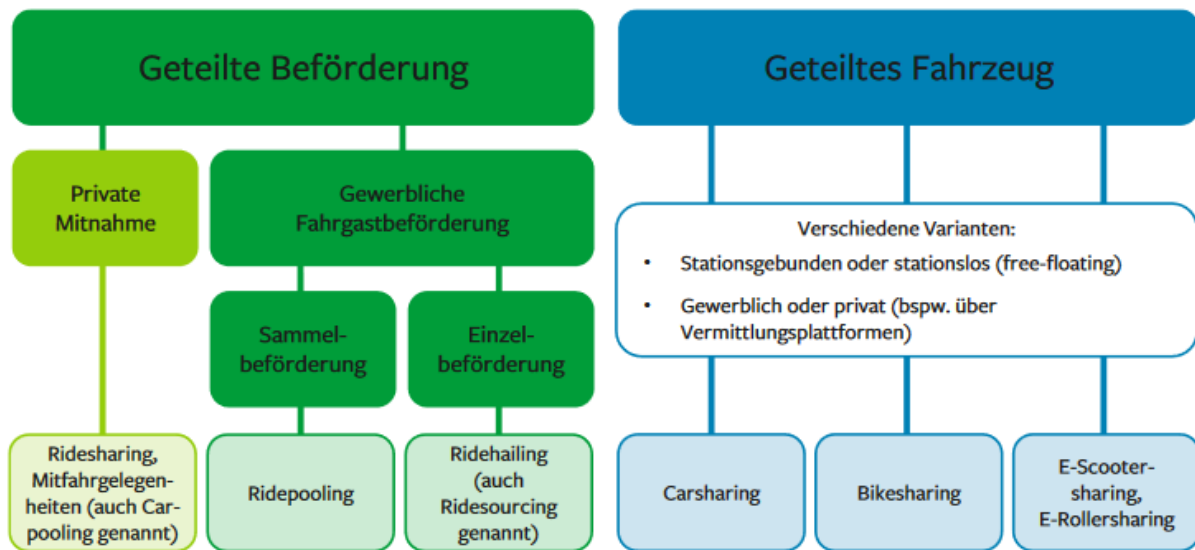 Geteilte Beförderung
Geteiltes Fahrzeug
Private
Mitnahme
Gewerbliche
Fahrgastbeförderung
Verschiedene Varianten:
• Stationsgebunden oder stationslos (free-floating)
• Gewerblich oder privat (bspw. über
Vermittlungsplattformen)
Sammel-
beförderung
Einzel-
beförderung
Ridesharing,
Mitfahrgelegen-
heiten (auch Car-
pooling genannt)
Ridepooling
Ridehailing
(auch
Ridesourcing
genannt)
Carsharing
Bikesharing
E-Scooter-
sharing,
E-Rollersharing